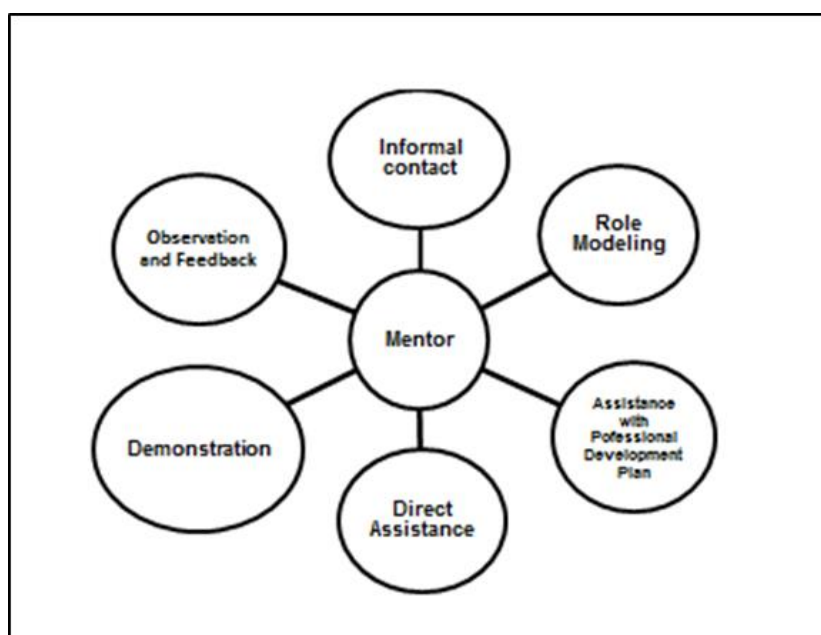 Informal
contact
Role
Modeling
Observation
and Feedback
Mentor
Assistance
with
Pofessional
Development
Plan
Demonstration
Direct
Assistance